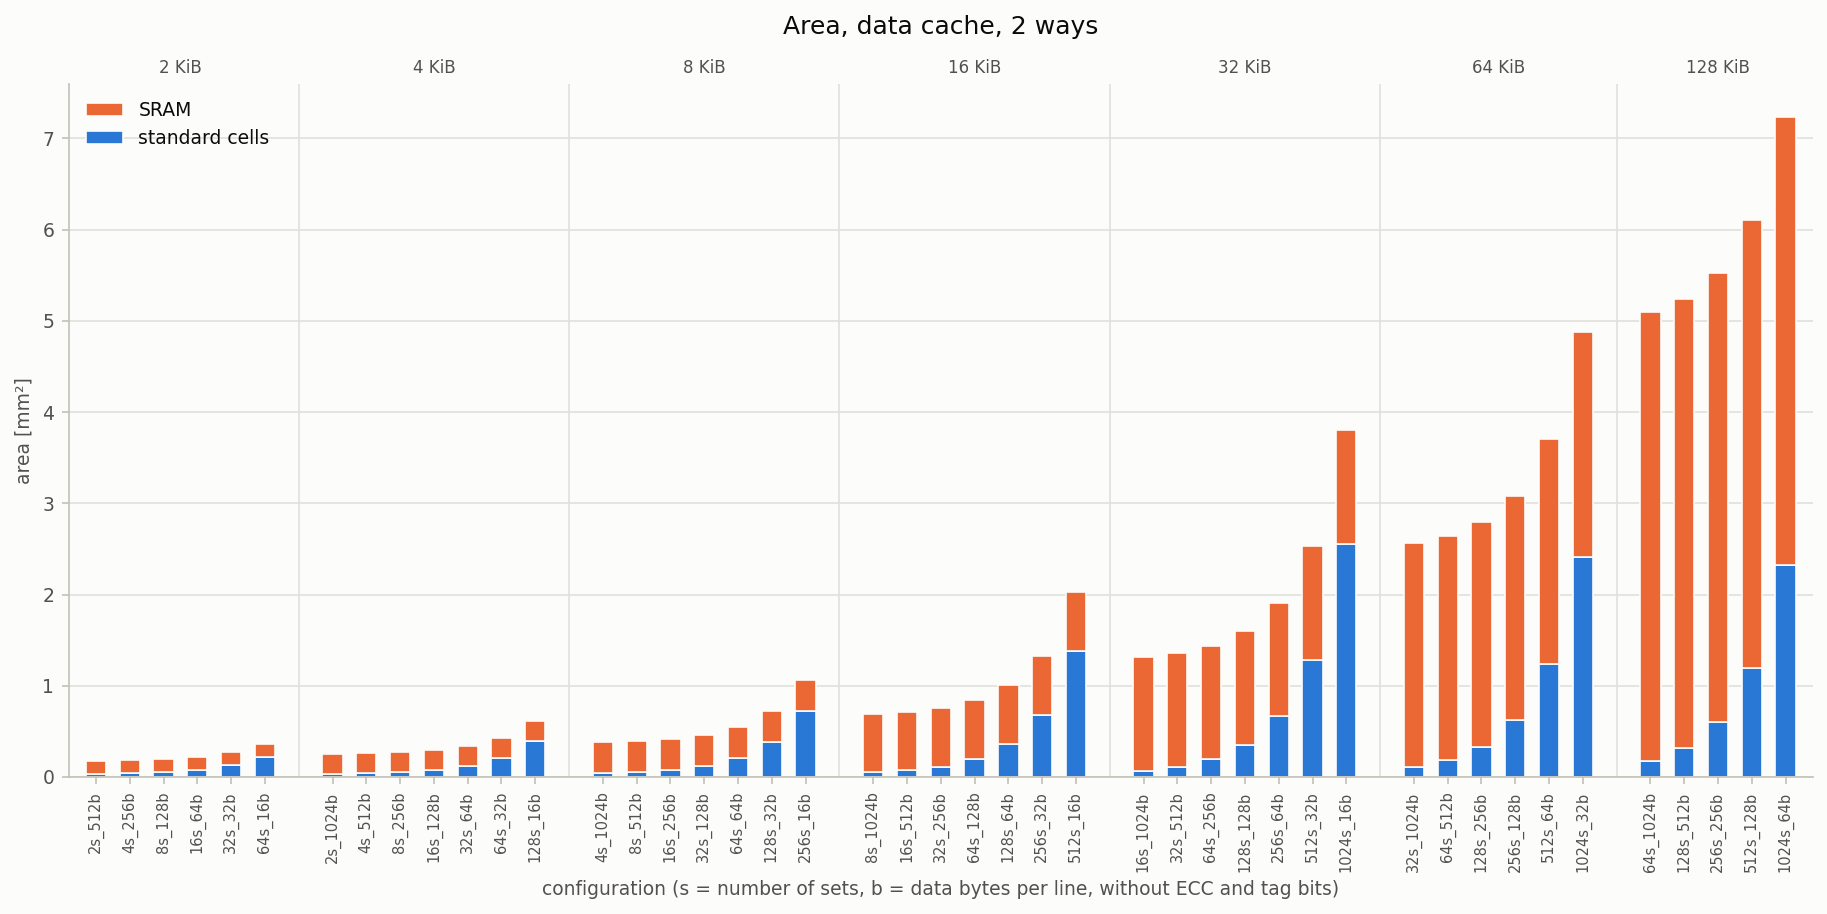 Area, data cache, 2 ways
2 KiB
4 KiB
8 KiB
16 KiB
32 KiB
64 KiB
128 KiB
SRAM
standard cells
7
6
5
4
3
2
1
0
area [mm²]
2s_512b
4s_256b
8s_128b
16s_64b
32s_32b
64s_16b
2s_1024b
4s_512b
8s_256b
16s_128b
32s_64b
64s_32b
128s_16b
4s_1024b
8s_512b
16s_256b
32s_128b
64s_64b
128s_32b
256s_16b
8s_1024b
16s_512b
32s_256b
64s_128b
128s_64b
256s_32b
512s_16b
16s_1024b
32s_512b
64s_256b
128s_128b
256s_64b
512s_32b
1024s_16b
32s_1024b
64s_512b
128s_256b
256s_128b
512s_64b
1024s_32b
64s_1024b
128s_512b
256s_256b
512s_128b
1024s_64b
configuration (s = number of sets, b = data bytes per line, without ECC and tag bits)